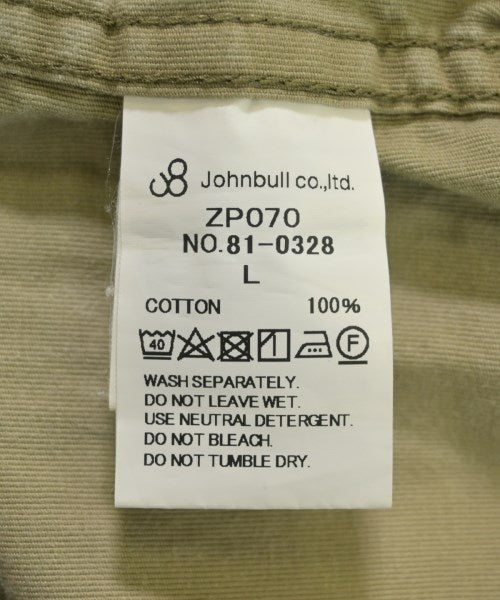 Johnbull co.,ltd.
ZP070
NO.81-0328
L
COTTON 100%
40 F
WASH SEPARATELY.
DO NOT LEAVE WET.
USE NEUTRAL DETERGENT.
DO NOT BLEACH.
DO NOT TUMBLE DRY.